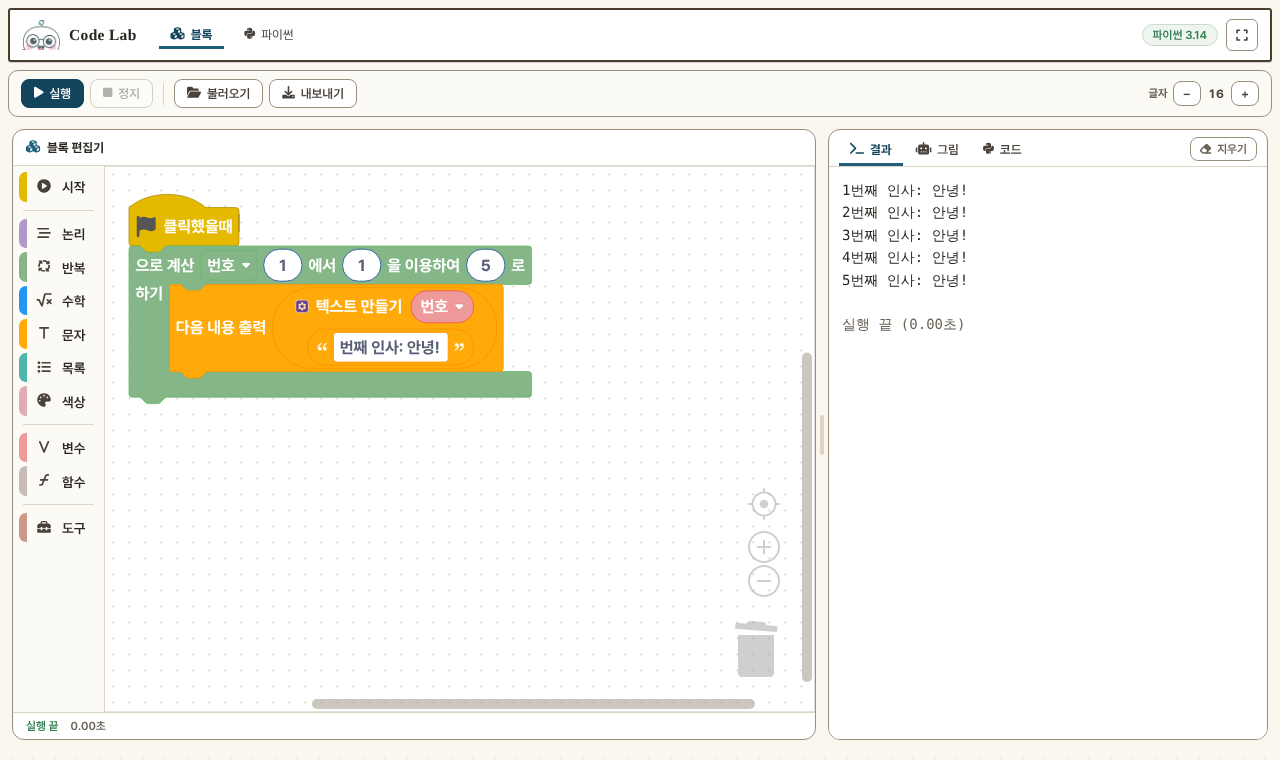 Code Lab
블록
파이썬
파이썬 3.14
실행
정지
불러오기
내보내기
글자
−
16
+
블록 편집기
시작
논리
반복
수학
문자
목록
색상
변수
함수
도구
클릭했을때
으로 계산 번호 1 에서 1 을 이용하여 5 로
하기
다음 내용 출력
텍스트 만들기 번호
“ 번째 인사: 안녕! ”
실행 끝 0.00초
결과
그림
코드
지우기
1번째 인사: 안녕!
2번째 인사: 안녕!
3번째 인사: 안녕!
4번째 인사: 안녕!
5번째 인사: 안녕!
실행 끝 (0.00초)